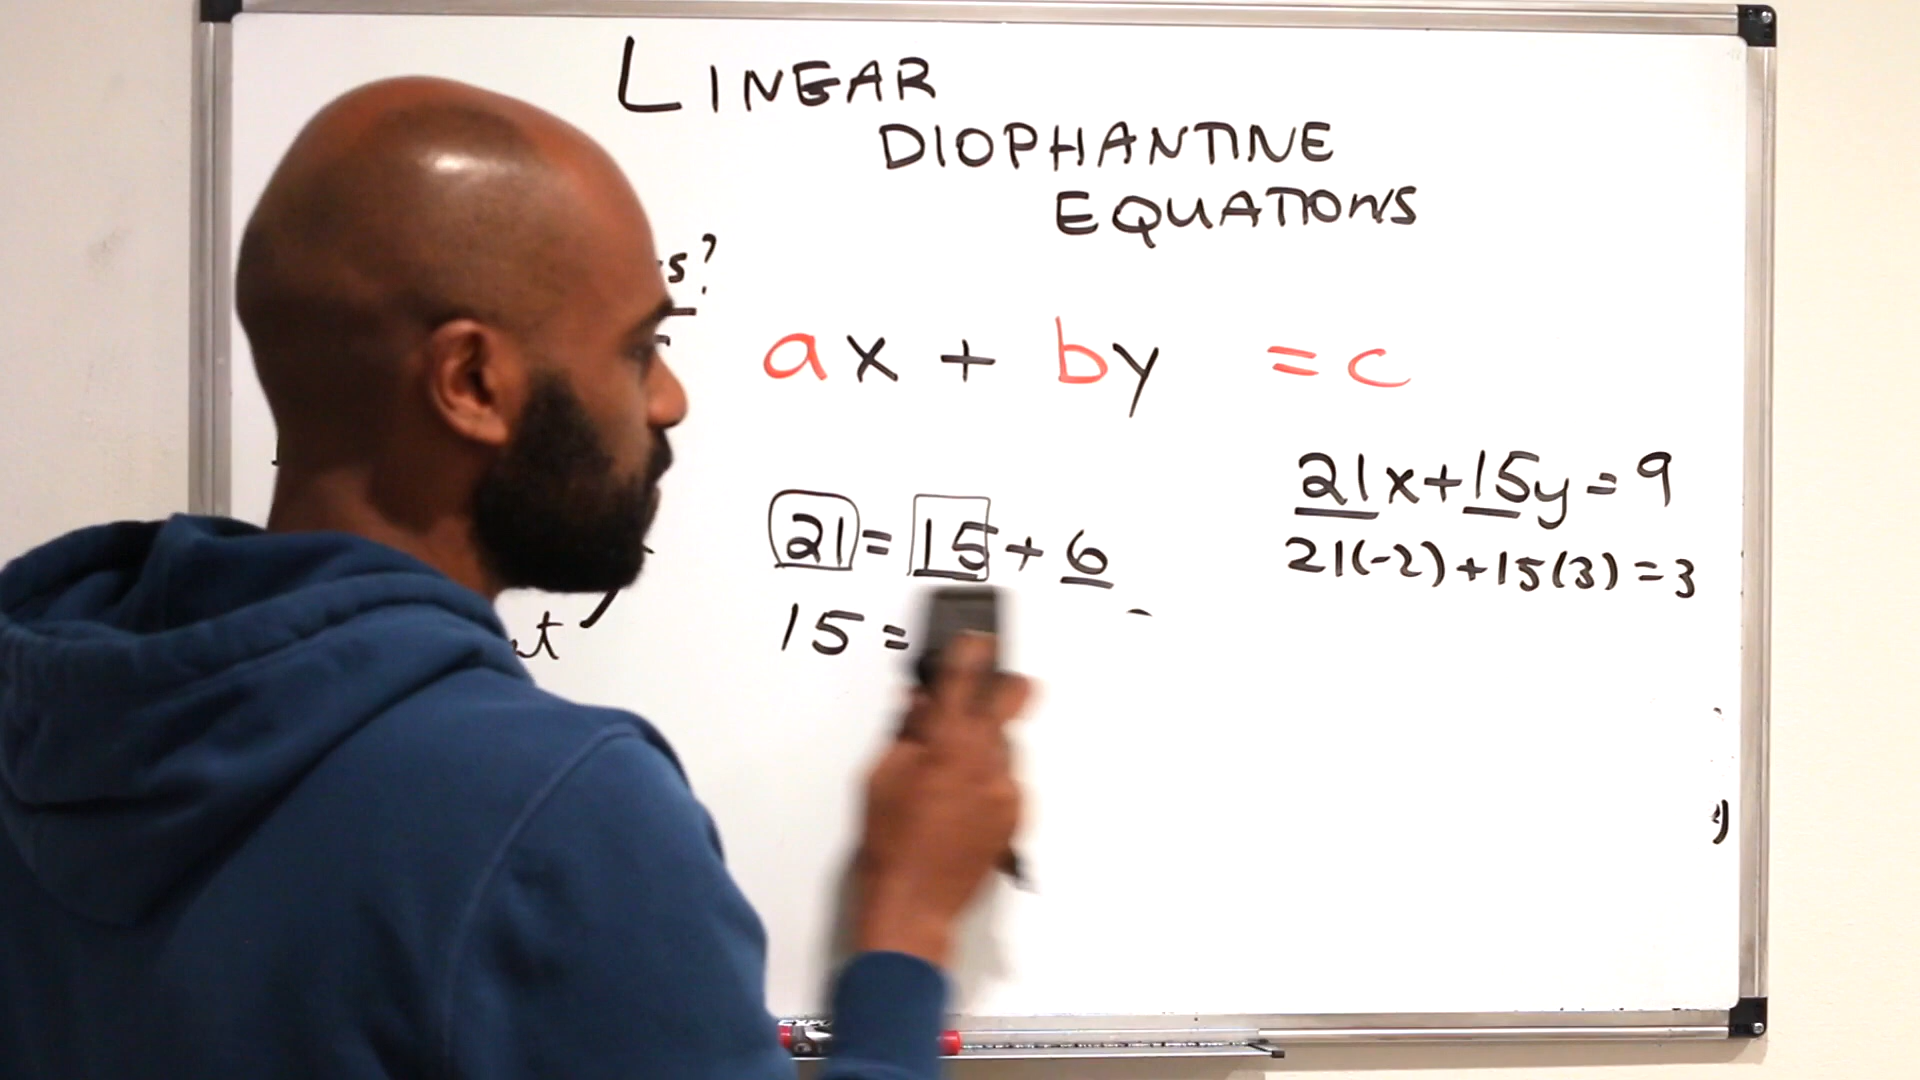 LINEAR
DIOPHANTINE
EQUATIONS
s?
ax + by = c
21x+15y=9
21(-2)+15(3)=3
21=15+6
15=